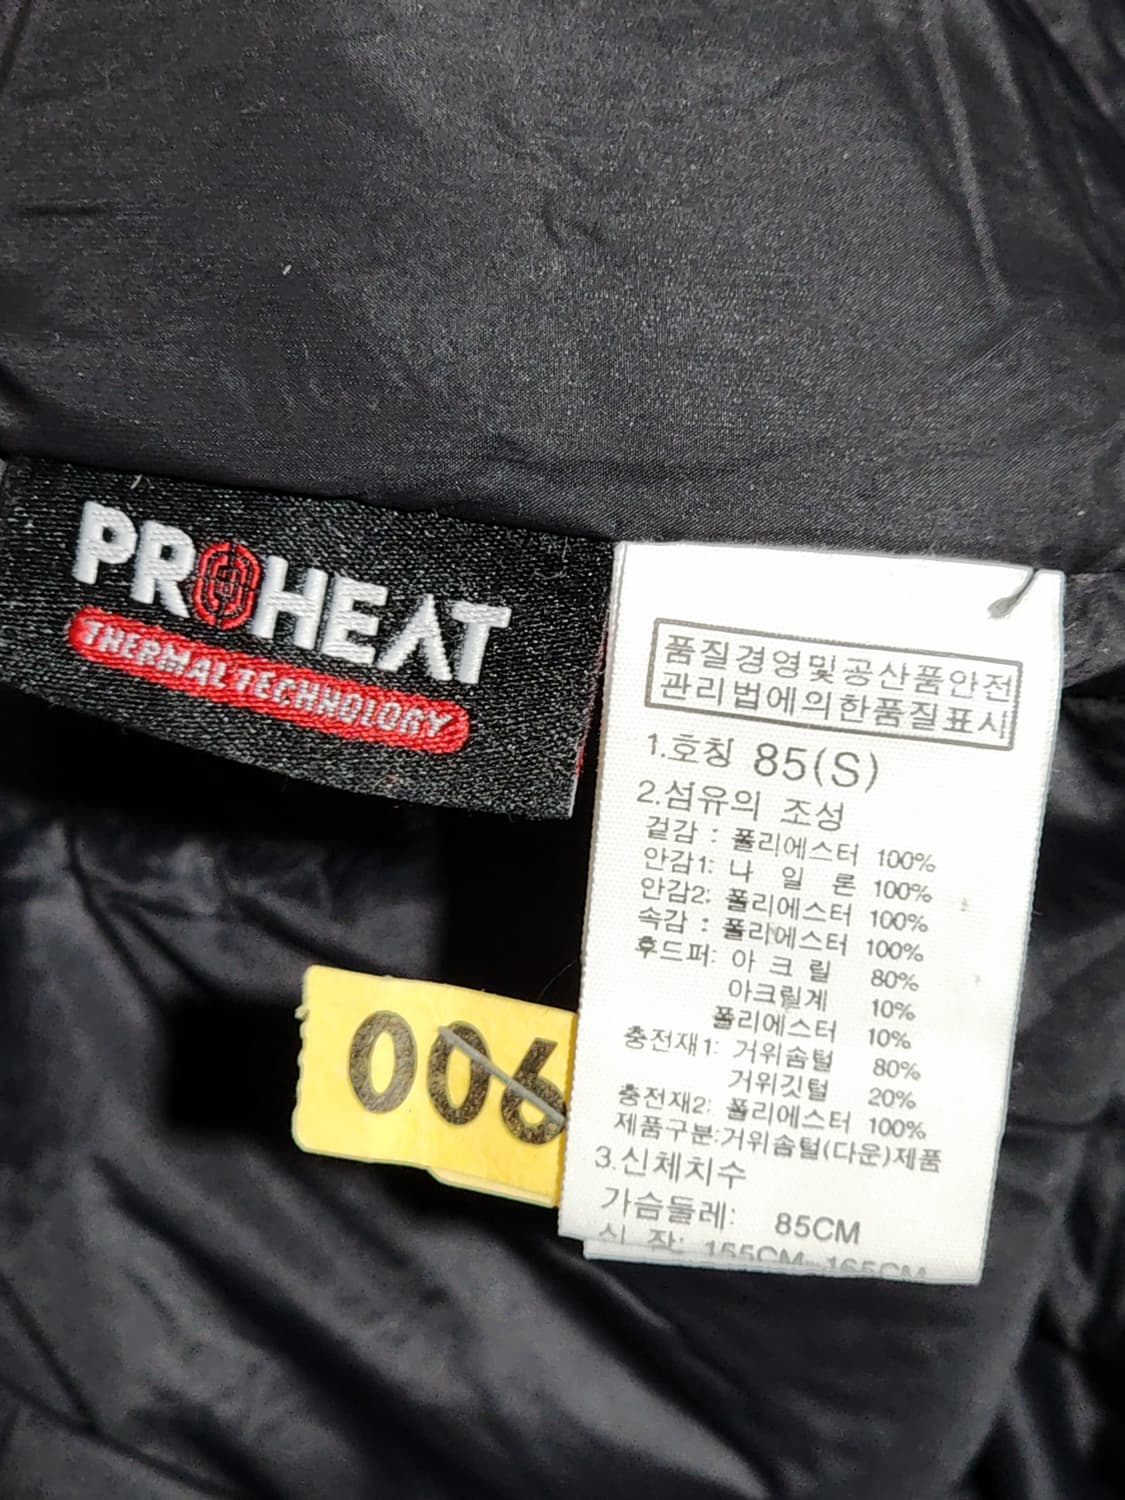 PROHEAT
THERMAL TECHNOLOGY
품질경영및공산품안전
관리법에의한품질표시
1.호칭 85(S)
2.섬유의 조성
겉감 : 폴리에스터 100%
안감1: 나 일 론 100%
안감2: 폴리에스터 100%
속감 : 폴리에스터 100%
후드퍼: 아 크 릴 80%
아크릴계 10%
폴리에스터 10%
충전재1: 거위솜털 80%
거위깃털 20%
충전재2: 폴리에스터 100%
제품구분:거위솜털(다운)제품
3.신체치수
가슴둘레: 85CM
신 장: 155CM-165CM
006